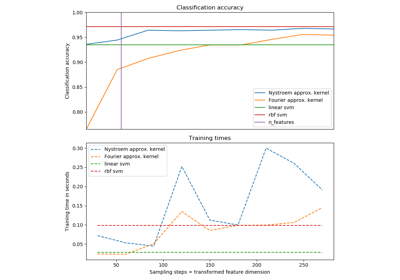 Classification accuracy
1.00
0.95
0.90
0.85
0.80
Classification accuracy
Nystroem approx. kernel
Fourier approx. kernel
linear svm
rbf svm
n_features
Training times
0.30
0.25
0.20
0.15
0.10
0.05
Training time in seconds
Nystroem approx. kernel
Fourier approx. kernel
linear svm
rbf svm
50
100
150
200
250
Sampling steps = transformed feature dimension